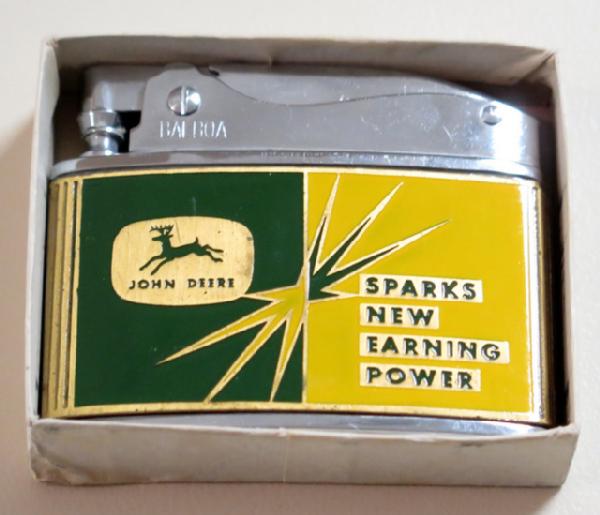 BALBOA
JOHN DEERE
SPARKS
NEW
EARNING
POWER